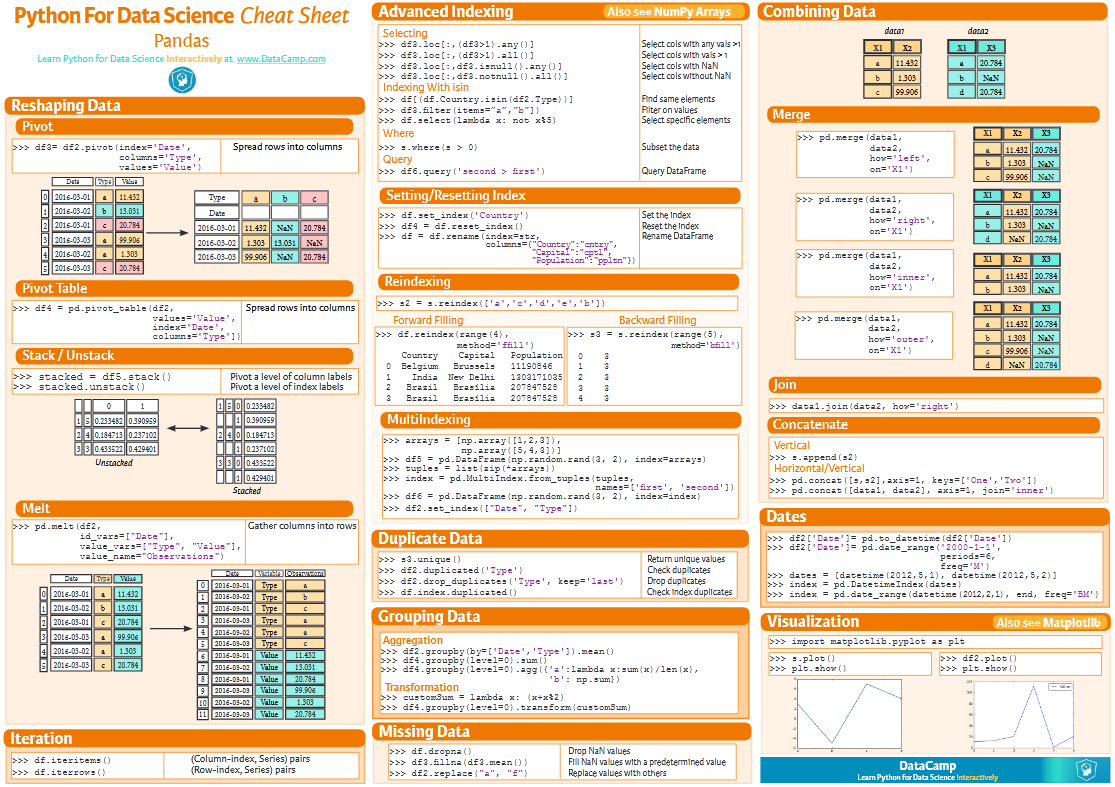 Python For Data Science Cheat Sheet
Pandas
Learn Python for Data Science Interactively at www.DataCamp.com
Reshaping Data
Pivot
>>> df3= df2.pivot(index='Date', Spread rows into columns
columns='Type',
values='Value')
Date Type Value
0 2016-03-01 a 11.432
1 2016-03-02 b 13.031
2 2016-03-01 c 20.784
3 2016-03-03 a 99.906
4 2016-03-02 a 1.303
5 2016-03-03 c 20.784
Type a b c
Date
2016-03-01 11.432 NaN 20.784
2016-03-02 1.303 13.031 NaN
2016-03-03 99.906 NaN 20.784
Pivot Table
>>> df4 = pd.pivot_table(df2, Spread rows into columns
values='Value',
index='Date',
columns='Type'])
Stack / Unstack
>>> stacked = df5.stack() Pivot a level of column labels
>>> stacked.unstack() Pivot a level of index labels
0 1
1 5 0.233482 0.390959
2 4 0.184713 0.237102
3 3 0.433522 0.429401
Unstacked
1 5 0 0.233482
1 0.390959
2 4 0 0.184713
1 0.237102
3 3 0 0.433522
1 0.429401
Stacked
Melt
>>> pd.melt(df2, Gather columns into rows
id_vars=["Date"],
value_vars=["Type", "Value"],
value_name="Observations")
Date Type Value
0 2016-03-01 a 11.432
1 2016-03-02 b 13.031
2 2016-03-01 c 20.784
3 2016-03-03 a 99.906
4 2016-03-02 a 1.303
5 2016-03-03 c 20.784
Date Variable Observations
0 2016-03-01 Type a
1 2016-03-02 Type b
2 2016-03-01 Type c
3 2016-03-03 Type a
4 2016-03-02 Type a
5 2016-03-03 Type c
6 2016-03-01 Value 11.432
7 2016-03-02 Value 13.031
8 2016-03-01 Value 20.784
9 2016-03-03 Value 99.906
10 2016-03-02 Value 1.303
11 2016-03-03 Value 20.784
Iteration
>>> df.iteritems() (Column-index, Series) pairs
>>> df.iterrows() (Row-index, Series) pairs
Advanced Indexing Also see NumPy Arrays
Selecting
>>> df3.loc[:,(df3>1).any()] Select cols with any vals >1
>>> df3.loc[:,(df3>1).all()] Select cols with vals > 1
>>> df3.loc[:,df3.isnull().any()] Select cols with NaN
>>> df3.loc[:,df3.notnull().all()] Select cols without NaN
Indexing With isin
>>> df[(df.Country.isin(df2.Type))] Find same elements
>>> df3.filter(items="a","b"]) Filter on values
>>> df.select(lambda x: not x%5) Select specific elements
Where
>>> s.where(s > 0) Subset the data
Query
>>> df6.query('second > first') Query DataFrame
Setting/Resetting Index
>>> df.set_index('Country') Set the index
>>> df4 = df.reset_index() Reset the index
>>> df = df.rename(index=str, Rename DataFrame
columns={"Country":"cntry",
"Capital":"cptl",
"Population":"ppltn"})
Reindexing
>>> s2 = s.reindex(['a','c','d','e','b'])
Forward Filling
>>> df.reindex(range(4),
method='ffill')
Country Capital Population
0 Belgium Brussels 11190846
1 India New Delhi 1303171035
2 Brazil Brasília 207847528
3 Brazil Brasília 207847528
Backward Filling
>>> s3 = s.reindex(range(5),
method='bfill')
0 3
1 3
2 3
3 3
4 3
MultiIndexing
>>> arrays = [np.array([1,2,3]),
np.array([5,4,3])]
>>> df5 = pd.DataFrame(np.random.rand(3, 2), index=arrays)
>>> tuples = list(zip(*arrays))
>>> index = pd.MultiIndex.from_tuples(tuples,
names=['first', 'second'])
>>> df6 = pd.DataFrame(np.random.rand(3, 2), index=index)
>>> df2.set_index(["Date", "Type"])
Duplicate Data
>>> s3.unique() Return unique values
>>> df2.duplicated('Type') Check duplicates
>>> df2.drop_duplicates('Type', keep='last') Drop duplicates
>>> df.index.duplicated() Check index duplicates
Grouping Data
Aggregation
>>> df2.groupby(by=['Date','Type']).mean()
>>> df4.groupby(level=0).sum()
>>> df4.groupby(level=0).agg({'a':lambda x:sum(x)/len(x),
'b': np.sum})
Transformation
>>> customSum = lambda x: (x+x%2)
>>> df4.groupby(level=0).transform(customSum)
Missing Data
>>> df.dropna() Drop NaN values
>>> df3.fillna(df3.mean()) Fill NaN values with a predetermined value
>>> df2.replace("a", "f") Replace values with others
Combining Data
data1
X1 X2
a 11.432
b 1.303
c 99.906
data2
X1 X3
a 20.784
b NaN
d 20.784
Merge
>>> pd.merge(data1,
data2,
how='left',
on='X1')
X1 X2 X3
a 11.432 20.784
b 1.303 NaN
c 99.906 NaN
>>> pd.merge(data1,
data2,
how='right',
on='X1')
X1 X2 X3
a 11.432 20.784
b 1.303 NaN
d NaN 20.784
>>> pd.merge(data1,
data2,
how='inner',
on='X1')
X1 X2 X3
a 11.432 20.784
b 1.303 NaN
>>> pd.merge(data1,
data2,
how='outer',
on='X1')
X1 X2 X3
a 11.432 20.784
b 1.303 NaN
c 99.906 NaN
d NaN 20.784
Join
>>> data1.join(data2, how='right')
Concatenate
Vertical
>>> s.append(s2)
Horizontal/Vertical
>>> pd.concat([s,s2],axis=1, keys=['One','Two'])
>>> pd.concat([data1, data2], axis=1, join='inner')
Dates
>>> df2['Date']= pd.to_datetime(df2['Date'])
>>> df2['Date']= pd.date_range('2000-1-1',
periods=6,
freq='M')
>>> dates = [datetime(2012,5,1), datetime(2012,5,2)]
>>> index = pd.DatetimeIndex(dates)
>>> index = pd.date_range(datetime(2012,2,1), end, freq='BM')
Visualization Also see Matplotlib
>>> import matplotlib.pyplot as plt
>>> s.plot()
>>> plt.show()
>>> df2.plot()
>>> plt.show()
Value
DataCamp
Learn Python for Data Science Interactively